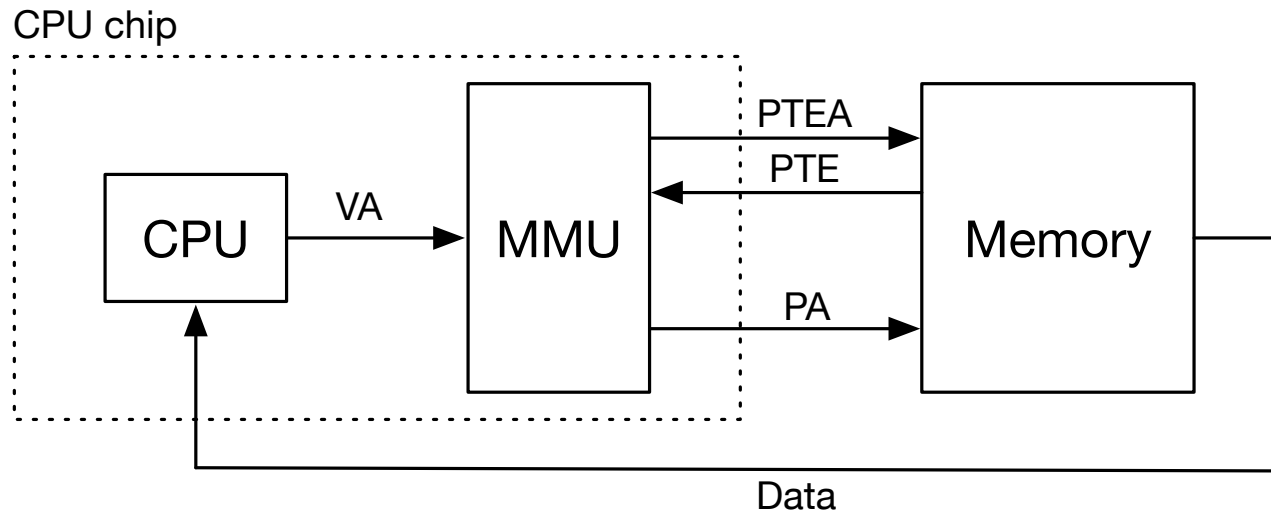 CPU chip
PTEA
PTE
VA
CPU
MMU
Memory
PA
Data